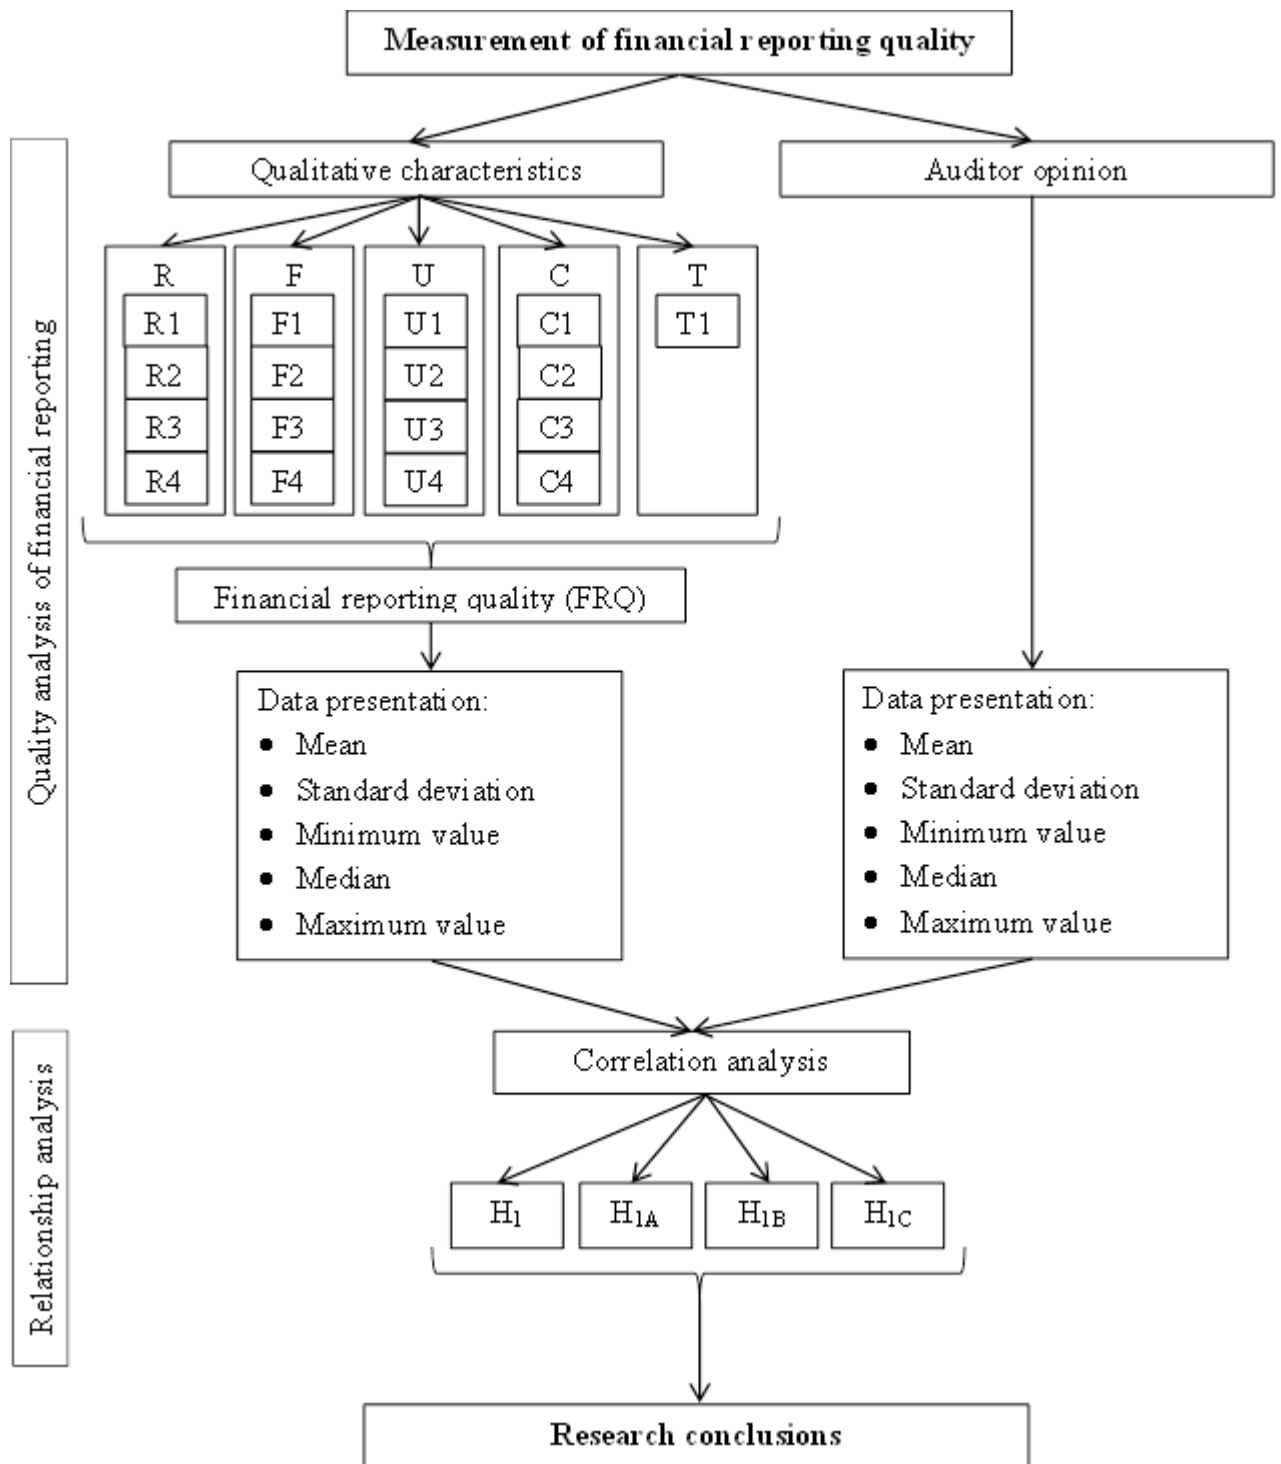 Measurement of financial reporting quality
Qualitative characteristics
Auditor opinion
Quality analysis of financial reporting
R
R1
R2
R3
R4
F
F1
F2
F3
F4
U
U1
U2
U3
U4
C
C1
C2
C3
C4
T
T1
Financial reporting quality (FRQ)
Data presentation:
● Mean
● Standard deviation
● Minimum value
● Median
● Maximum value
Data presentation:
● Mean
● Standard deviation
● Minimum value
● Median
● Maximum value
Relationship analysis
Correlation analysis
H1
H1A
H1B
H1C
Research conclusions